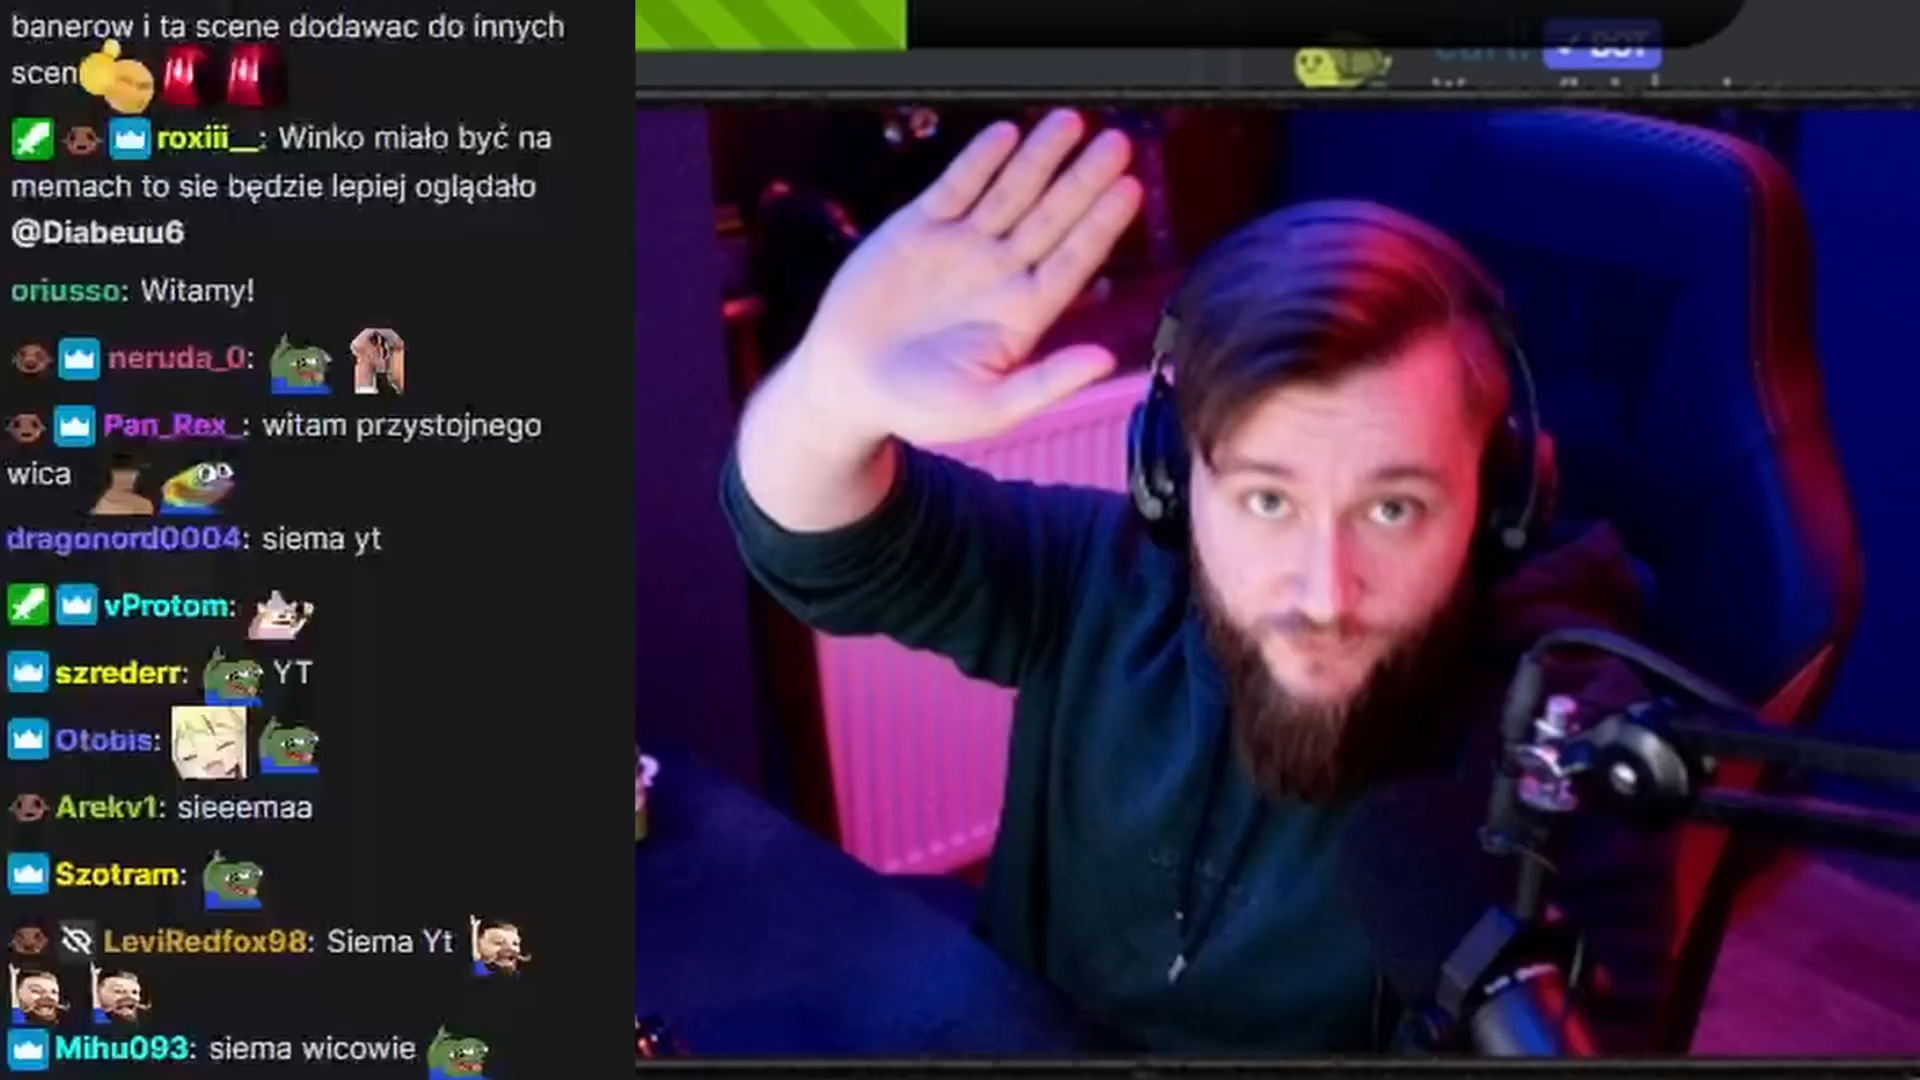 banerow i ta scene dodawac do innych
scen
roxiii__: Winko miało być na
memach to sie będzie lepiej oglądało
@Diabeuu6
oriusso: Witamy!
neruda_0:
Pan_Rex_: witam przystojnego
wica
dragonord0004: siema yt
vProtom:
szrederr: YT
Otobis:
Arekv1: sieeemaa
Szotram:
LeviRedfox98: Siema Yt
Mihu093: siema wicowie
BOT